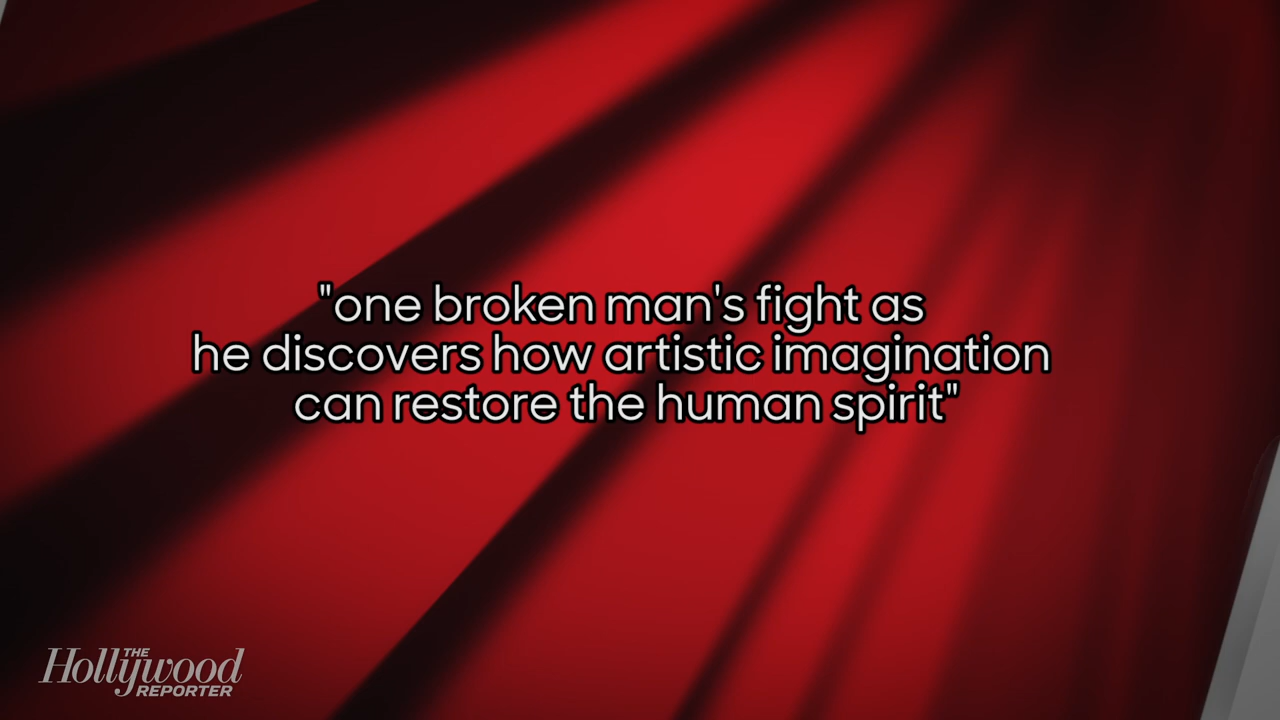 "one broken man's fight as
he discovers how artistic imagination
can restore the human spirit"
THE
Hollywood
REPORTER